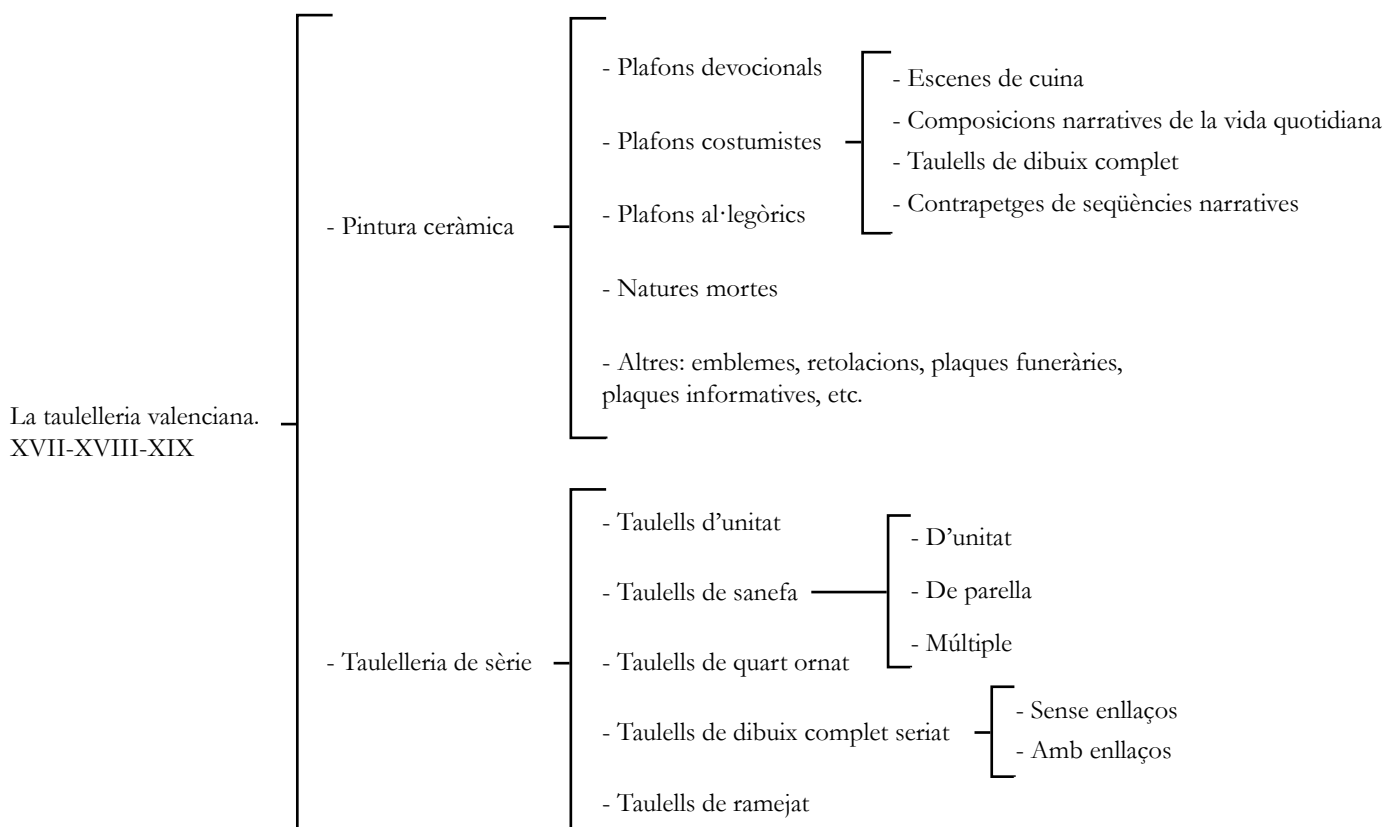 La taulelleria valenciana.
XVII-XVIII-XIX
- Pintura ceràmica
- Plafons devocionals
- Plafons costumistes
- Escenes de cuina
- Composicions narratives de la vida quotidiana
- Taulells de dibuix complet
- Contrapetges de seqüències narratives
- Plafons al·legòrics
- Natures mortes
- Altres: emblemes, retolacions, plaques funeràries,
plaques informatives, etc.
- Taulelleria de sèrie
- Taulells d’unitat
- Taulells de sanefa
- D’unitat
- De parella
- Múltiple
- Taulells de quart ornat
- Taulells de dibuix complet seriat
- Sense enllaços
- Amb enllaços
- Taulells de ramejat